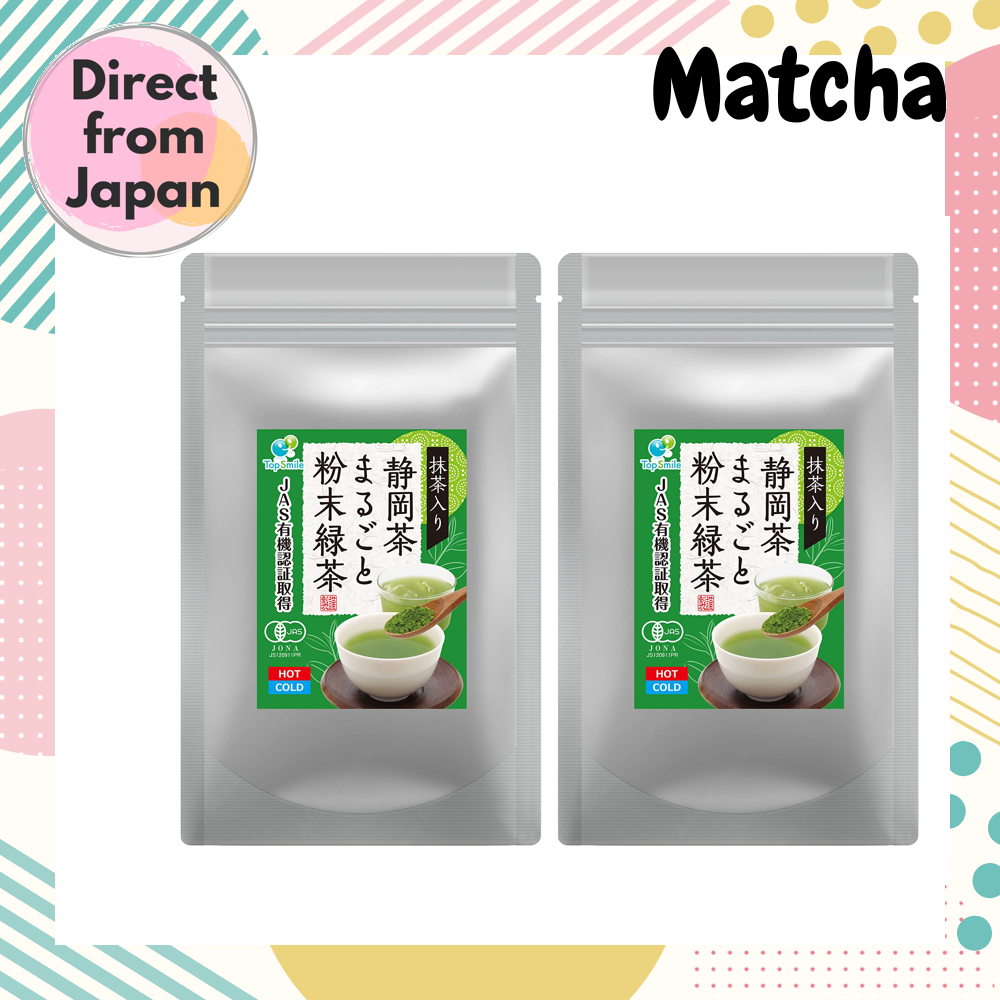 Direct
from
Japan
Matcha
TopSmile
抹茶入り
静岡茶
まるごと
粉末緑茶
JAS有機認証取得
JAS
JONA
JS120911PR
HOT
COLD
TopSmile
抹茶入り
静岡茶
まるごと
粉末緑茶
JAS有機認証取得
JAS
JONA
JS120911PR
HOT
COLD